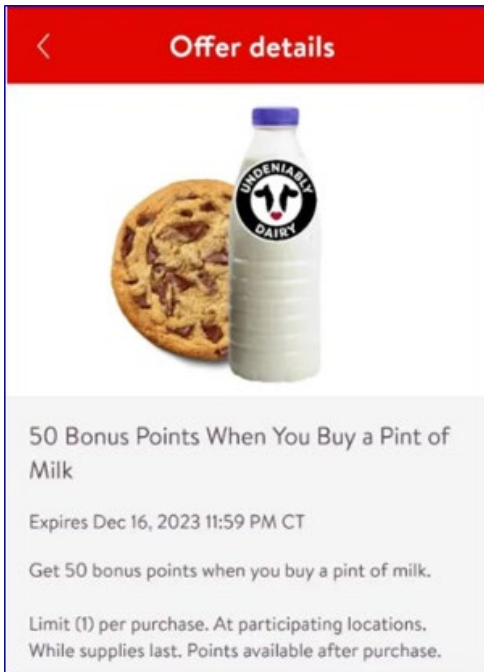 Offer details
UNDENIABLY
DAIRY
50 Bonus Points When You Buy a Pint of
Milk
Expires Dec 16, 2023 11:59 PM CT
Get 50 bonus points when you buy a pint of milk.
Limit (1) per purchase. At participating locations.
While supplies last. Points available after purchase.